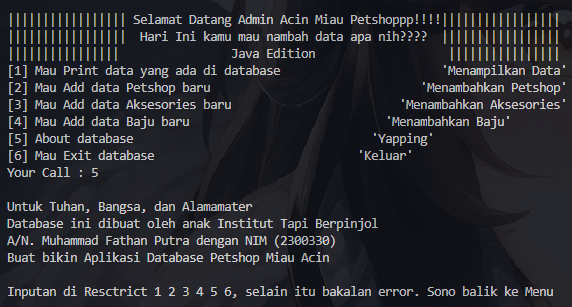 |||||||||||||||||| Selamat Datang Admin Acin Miau Petshoppp!!!!||||||||||||||||||
||||||||||||||||||  Hari Ini kamu mau nambah data apa nih????  ||||||||||||||||||
|||||||||||||||||                Java Edition                   |||||||||||||||||
[1] Mau Print data yang ada di database                       'Menampilkan Data'
[2] Mau Add data Petshop baru                              'Menambahkan Petshop'
[3] Mau Add data Aksesories baru                        'Menambahkan Aksesories'
[4] Mau Add data Baju baru                            'Menambahkan Baju'
[5] About database                                  'Yapping'
[6] Mau Exit database                             'Keluar'
Your Call : 5
Untuk Tuhan, Bangsa, dan Alamamater
Database ini dibuat oleh anak Institut Tapi Berpinjol
A/N. Muhammad Fathan Putra dengan NIM (2300330)
Buat bikin Aplikasi Database Petshop Miau Acin
Inputan di Resctrict 1 2 3 4 5 6, selain itu bakalan error. Sono balik ke Menu